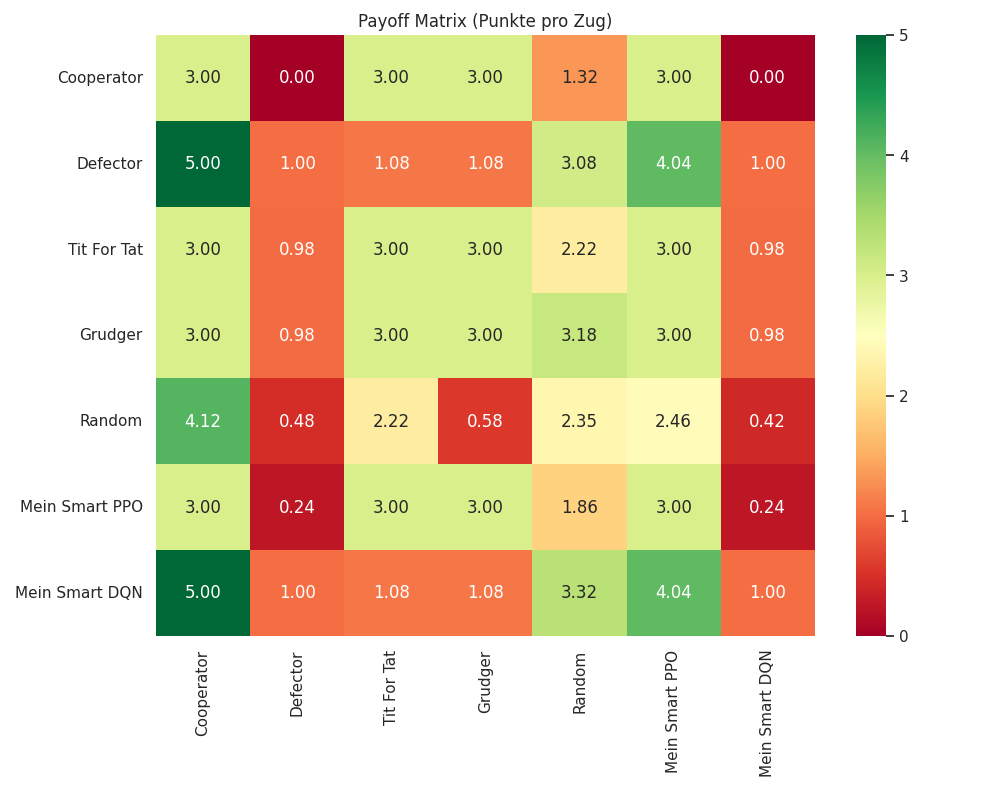 Payoff Matrix (Punkte pro Zug)
Cooperator 3.00 0.00 3.00 3.00 1.32 3.00 0.00
Defector 5.00 1.00 1.08 1.08 3.08 4.04 1.00
Tit For Tat 3.00 0.98 3.00 3.00 2.22 3.00 0.98
Grudger 3.00 0.98 3.00 3.00 3.18 3.00 0.98
Random 4.12 0.48 2.22 0.58 2.35 2.46 0.42
Mein Smart PPO 3.00 0.24 3.00 3.00 1.86 3.00 0.24
Mein Smart DQN 5.00 1.00 1.08 1.08 3.32 4.04 1.00
Cooperator
Defector
Tit For Tat
Grudger
Random
Mein Smart PPO
Mein Smart DQN
5
4
3
2
1
0